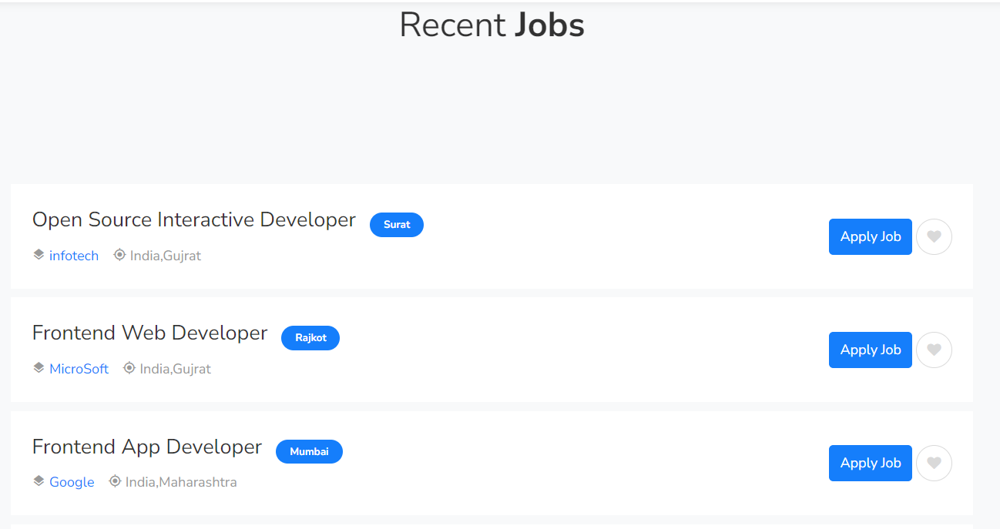 Recent Jobs
Open Source Interactive Developer Surat
infotech India,Gujrat
Apply Job
Frontend Web Developer Rajkot
MicroSoft India,Gujrat
Apply Job
Frontend App Developer Mumbai
Google India,Maharashtra
Apply Job